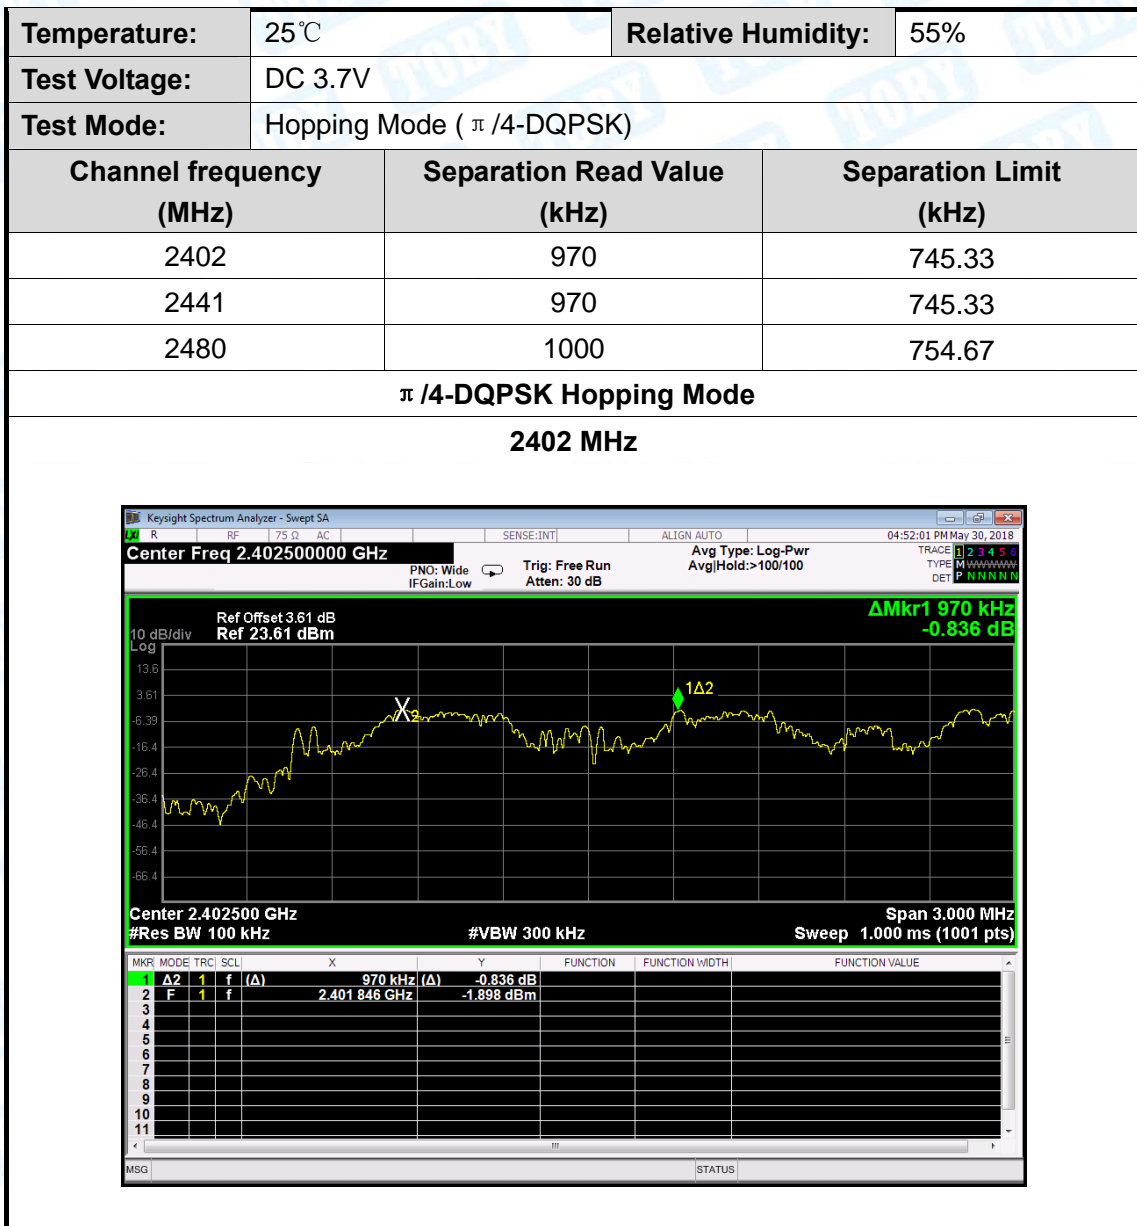 Temperature: 25℃ Relative Humidity: 55%
Test Voltage: DC 3.7V
Test Mode: Hopping Mode (π/4-DQPSK)
Channel frequency (MHz) Separation Read Value (kHz) Separation Limit (kHz)
2402 970 745.33
2441 970 745.33
2480 1000 754.67
π/4-DQPSK Hopping Mode
2402 MHz
Keysight Spectrum Analyzer - Swept SA
LXI R RF 75 Ω AC SENSE:INT ALIGN AUTO 04:52:01 PM May 30, 2018
Center Freq 2.402500000 GHz Avg Type: Log-Pwr TRACE 1 2 3 4 5 6
PNO: Wide Trig: Free Run Avg|Hold:>100/100 TYPE M WWWWW
IFGain:Low Atten: 30 dB DET P N N N N N
ΔMkr1 970 kHz
Ref Offset 3.61 dB
10 dB/div Ref 23.61 dBm -0.836 dB
Log
13.6
1Δ2
3.61
2
-6.39
-16.4
-26.4
-36.4
-46.4
-56.4
-66.4
Center 2.402500 GHz Span 3.000 MHz
#Res BW 100 kHz #VBW 300 kHz Sweep 1.000 ms (1001 pts)
MKR MODE TRC SCL X Y FUNCTION FUNCTION WIDTH FUNCTION VALUE
1 Δ2 1 f (Δ) 970 kHz (Δ) -0.836 dB
2 F 1 f 2.401 846 GHz -1.898 dBm
3
4
5
6
7
8
9
10
11
MSG STATUS
TOBY